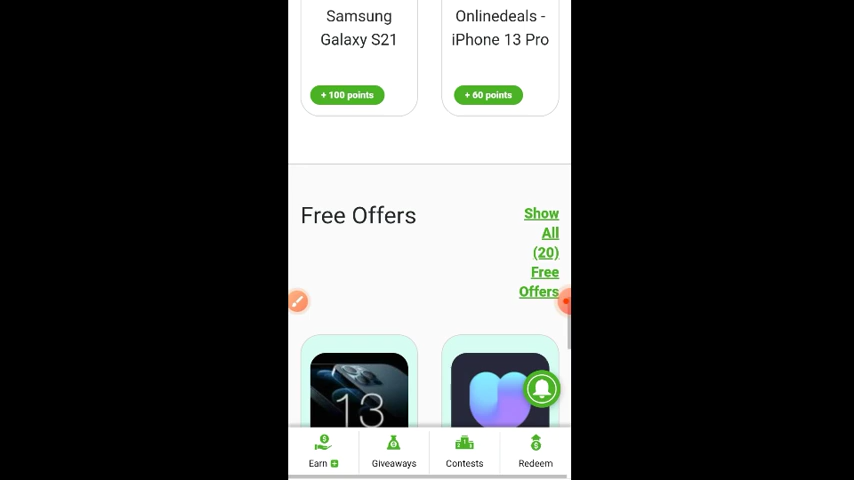 Samsung
Galaxy S21
Onlinedeals -
iPhone 13 Pro
+ 100 points
+ 60 points
Free Offers
Show
All
(20)
Free
Offers
13
Earn
Giveaways
Contests
Redeem